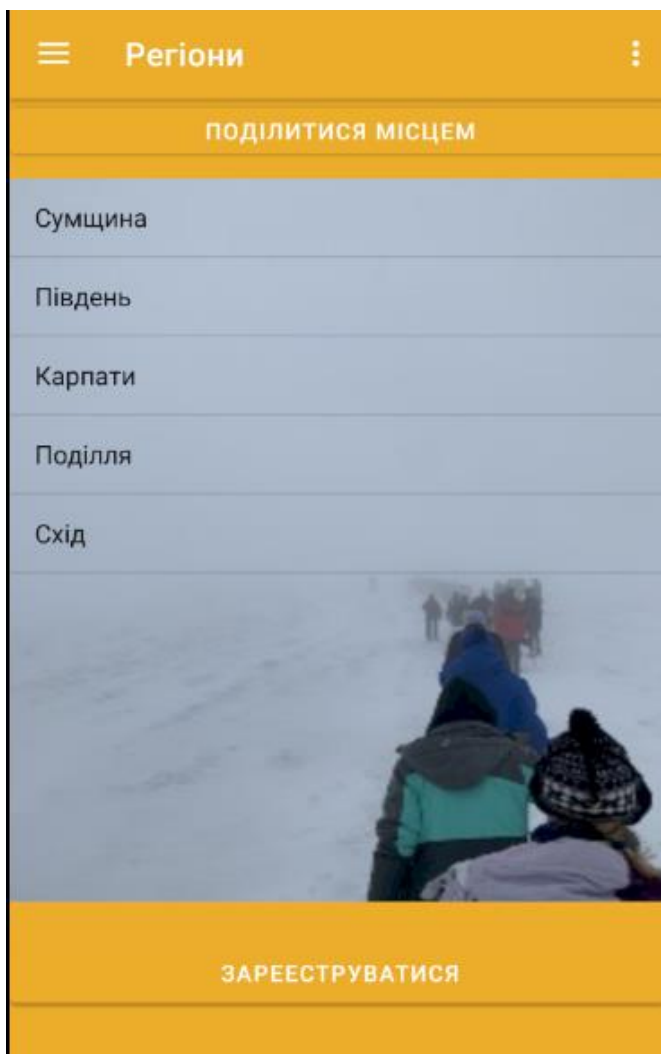 Регіони
ПОДІЛИТИСЯ МІСЦЕМ
Сумщина
Південь
Карпати
Поділля
Схід
ЗАРЕЕСТРУВАТИСЯ